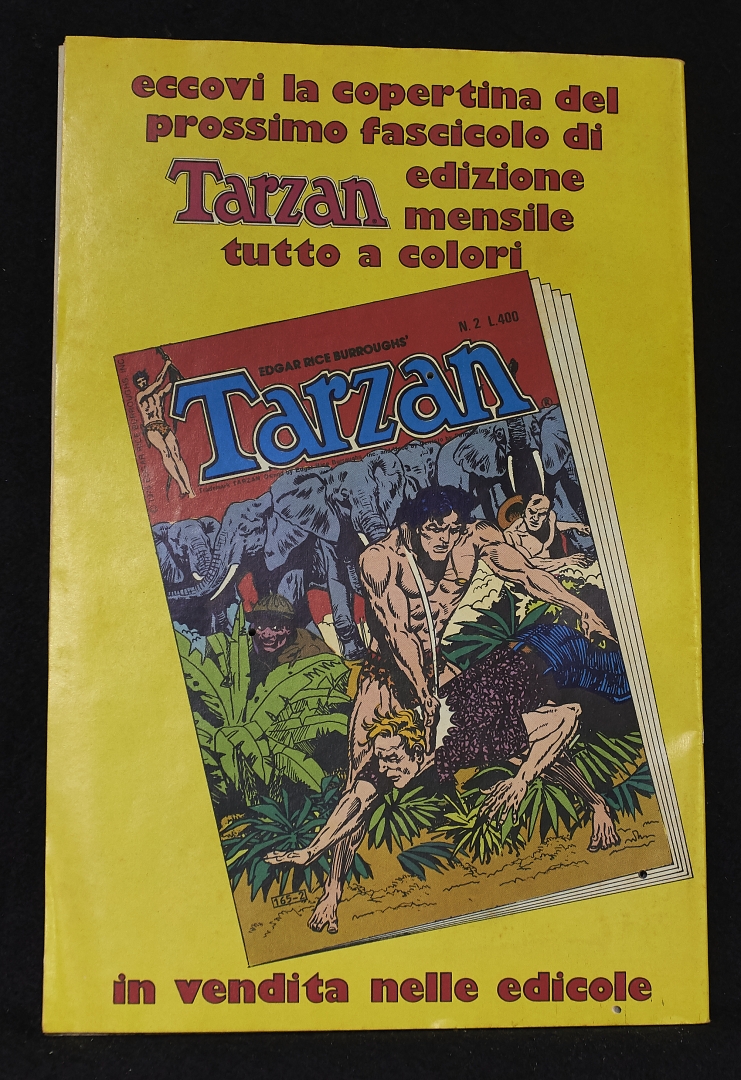 eccovi la copertina del
prossimo fascicolo di
Tarzan edizione
mensile
tutto a colori
N. 2 L. 400
EDGAR RICE BURROUGHS'
Tarzan
®
165-2
in vendita nelle edicole